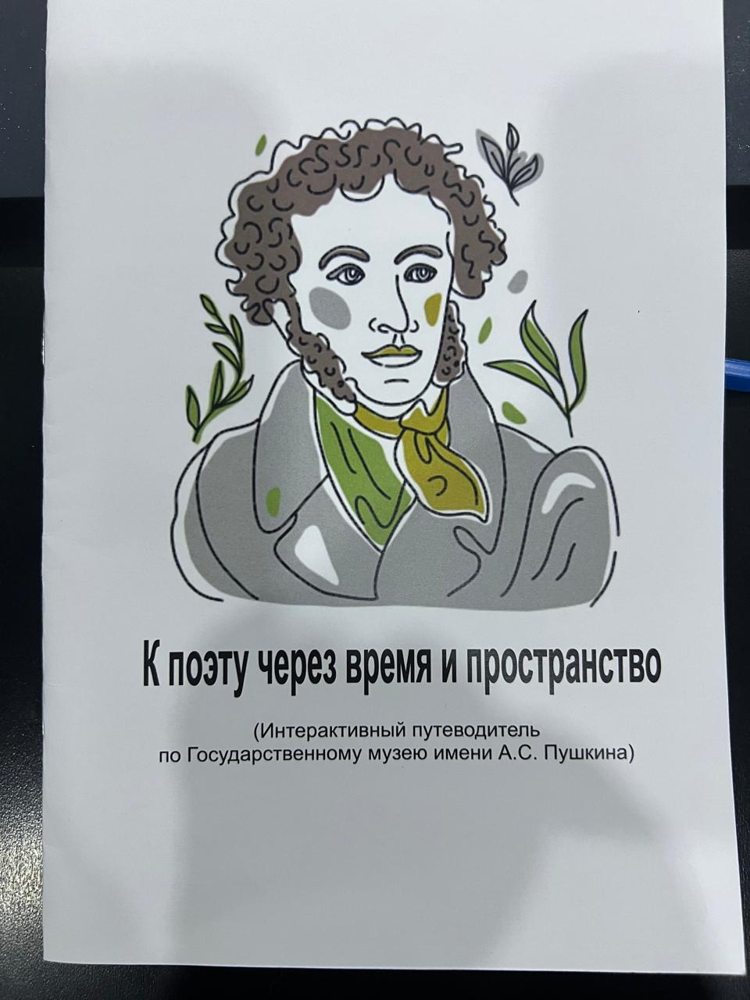 К поэту через время и пространство
(Интерактивный путеводитель
по Государственному музею имени А.С. Пушкина)